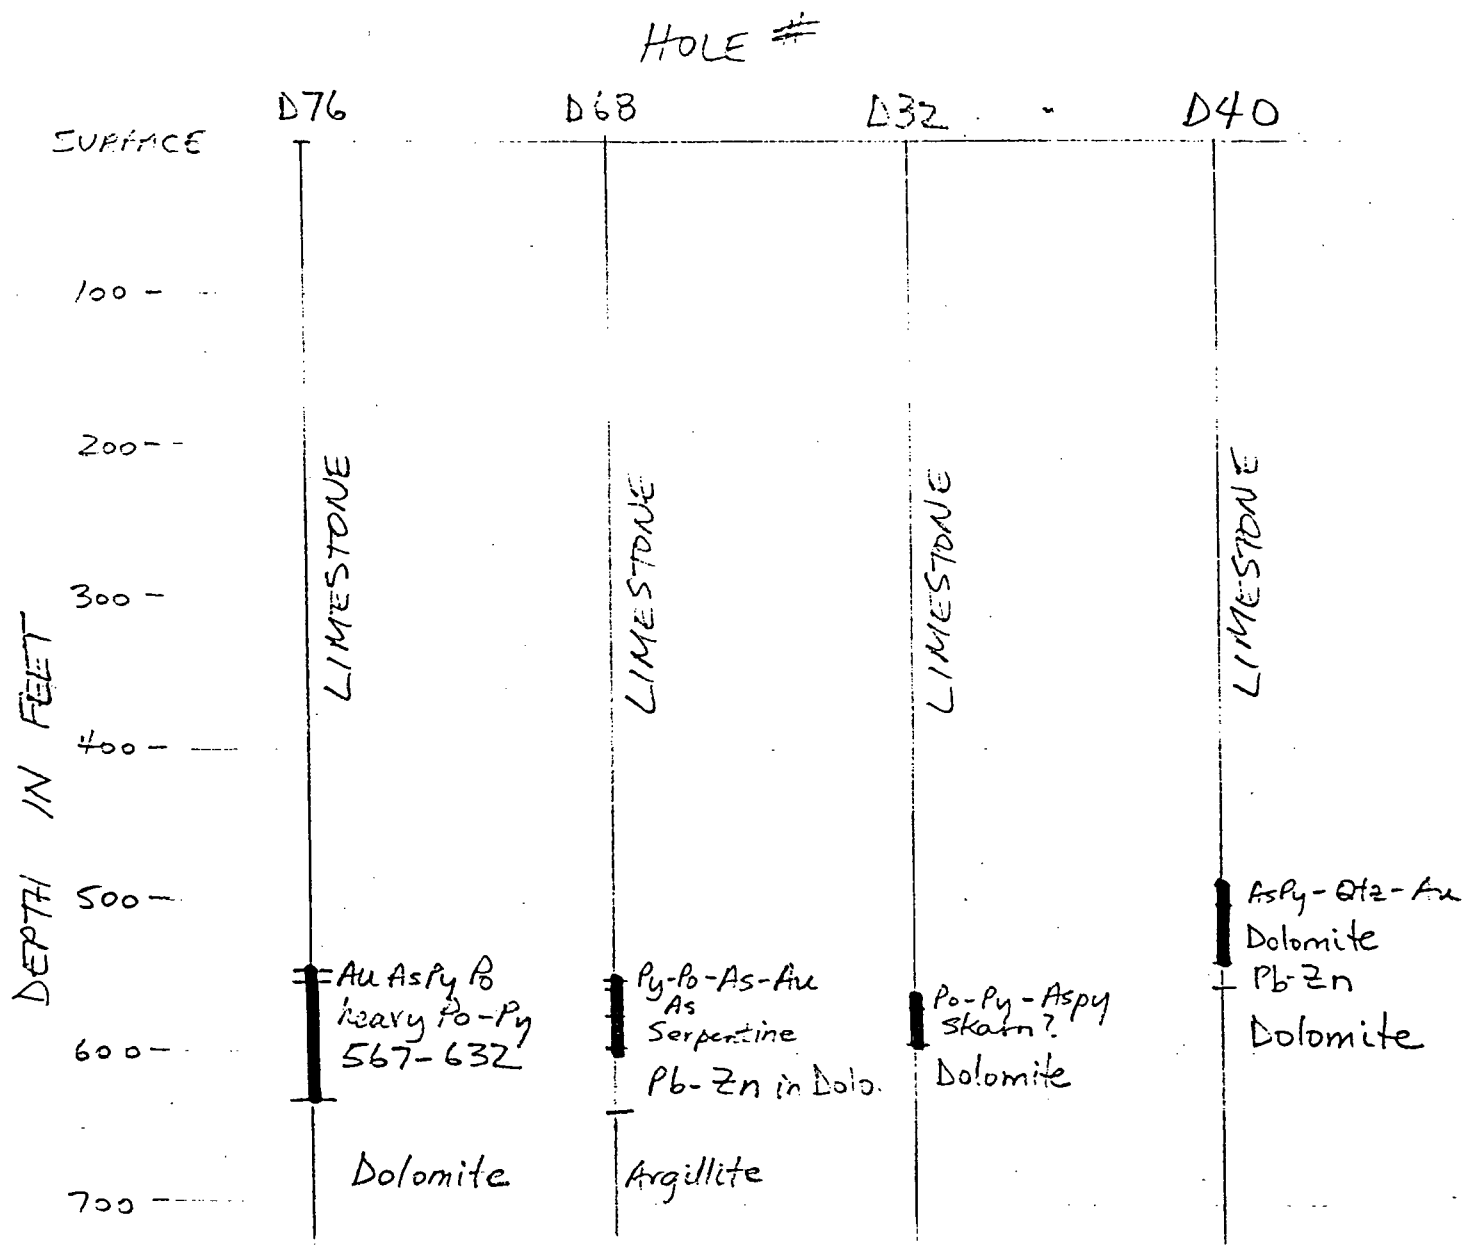 HOLE #
D76 D68 D32 D40
SURFACE
100 -
200 -
300 -
400 -
500 -
600 -
700 -
DEPTH IN FEET
LIMESTONE
LIMESTONE
LIMESTONE
LIMESTONE
Au AsPy Po
heavy Po-Py
567-632
Dolomite
Py-Po-As-Au
As
Serpentine
Pb-Zn in Dolo.
Argillite
Po-Py-Aspy
Skarn?
Dolomite
AsPy-Qtz-Au
Dolomite
Pb-Zn
Dolomite